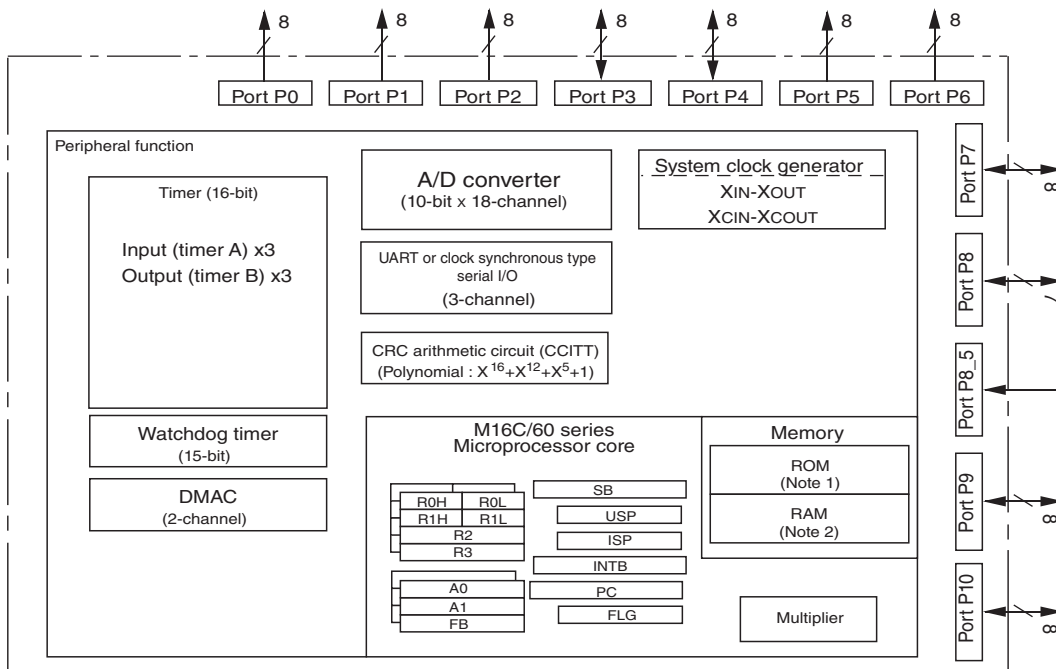 8 8 8 8 8 8 8
Port P0 Port P1 Port P2 Port P3 Port P4 Port P5 Port P6
Peripheral function
Timer (16-bit)
Input (timer A) x3
Output (timer B) x3
Watchdog timer
(15-bit)
DMAC
(2-channel)
A/D converter
(10-bit x 18-channel)
UART or clock synchronous type
serial I/O
(3-channel)
CRC arithmetic circuit (CCITT)
(Polynomial : X16+X12+X5+1)
System clock generator
XIN-XOUT
XCIN-XCOUT
M16C/60 series
Microprocessor core
R0H R0L
R1H R1L
R2
R3
A0
A1
FB
SB
USP
ISP
INTB
PC
FLG
Memory
ROM
(Note 1)
RAM
(Note 2)
Multiplier
Port P7
8
Port P8
7
Port P8_5
Port P9
8
Port P10
8